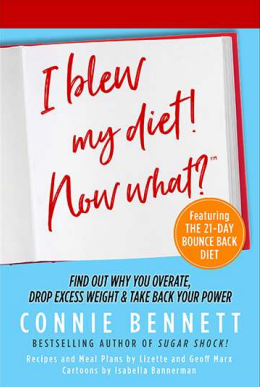 I blew
my diet!
Now what?™
Featuring
THE 21-DAY
BOUNCE BACK
DIET
FIND OUT WHY YOU OVERATE,
DROP EXCESS WEIGHT & TAKE BACK YOUR POWER
CONNIE BENNETT
BESTSELLING AUTHOR OF SUGAR SHOCK!
Recipes and Meal Plans by Lizette and Geoff Marx
Cartoons by Isabella Bannerman